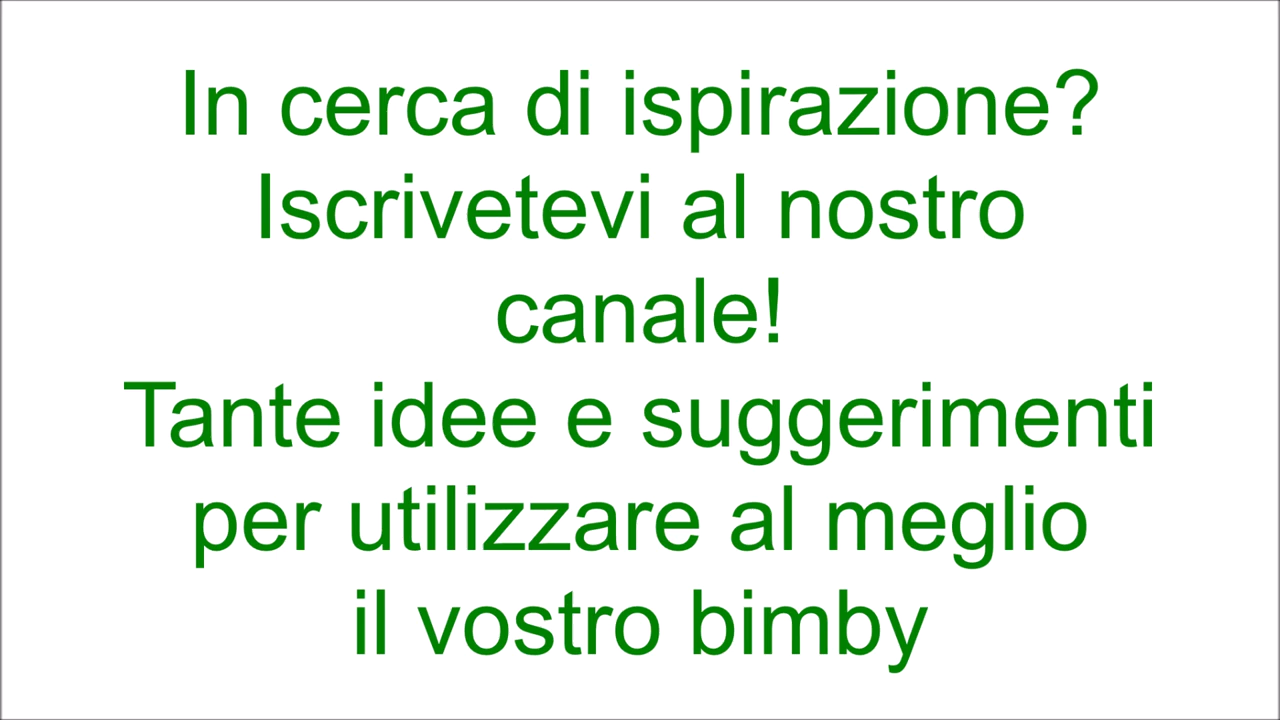 In cerca di ispirazione?
Iscrivetevi al nostro
canale!
Tante idee e suggerimenti
per utilizzare al meglio
il vostro bimby